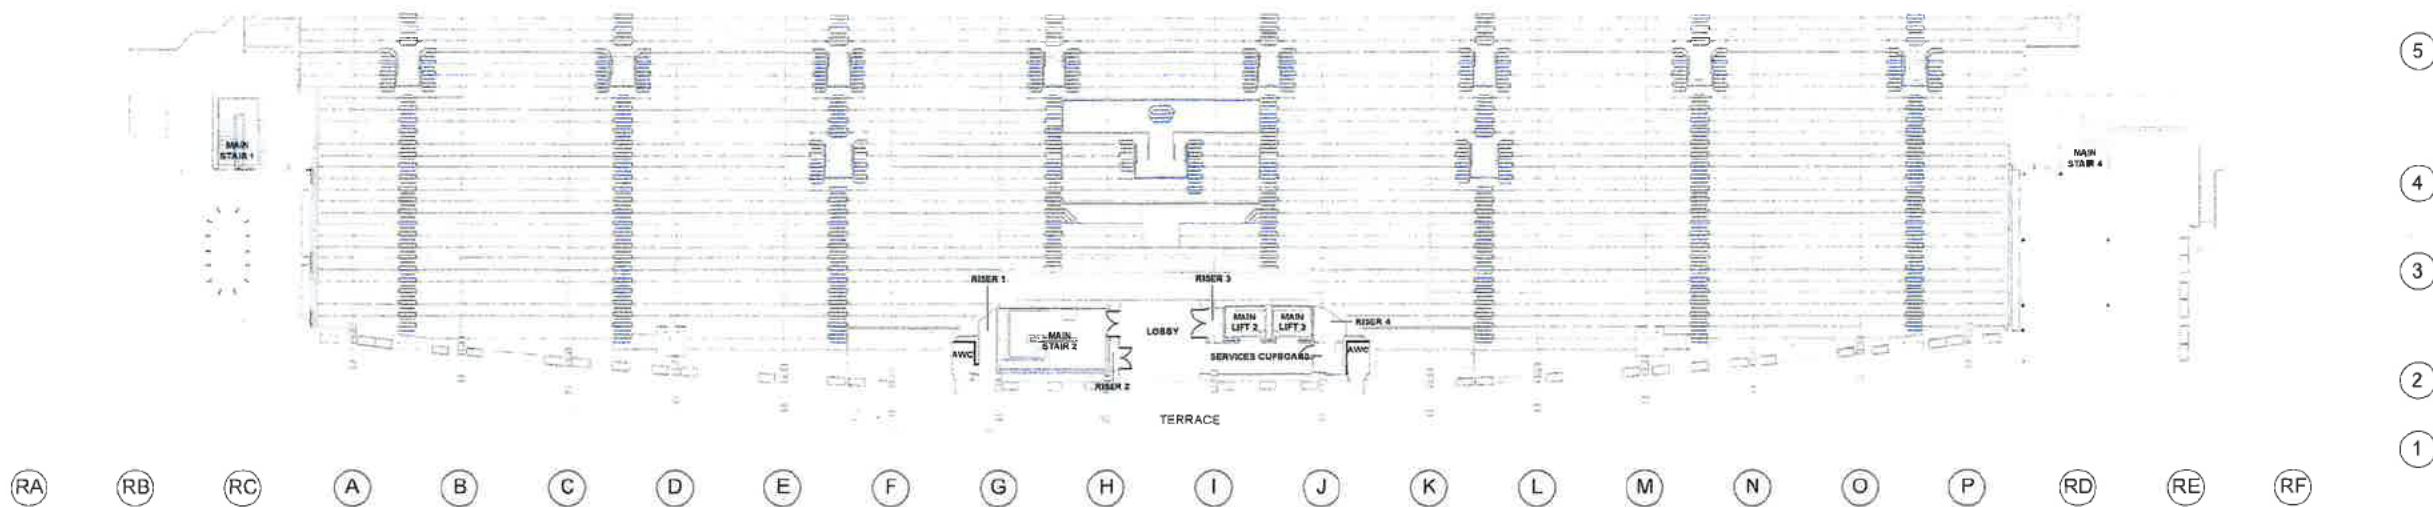 5
MAIN
STAIR 1
MAIN
STAIR 4
4
3
RISER 1
RISER 3
MAIN
LIFT 2
MAIN
LIFT 3
RISER 4
LOBBY
MAIN
STAIR 2
AWC
SERVICES CUPBOARD
AWC
RISER 2
2
TERRACE
1
RA
RB
RC
A
B
C
D
E
F
G
H
I
J
K
L
M
N
O
P
RD
RE
RF